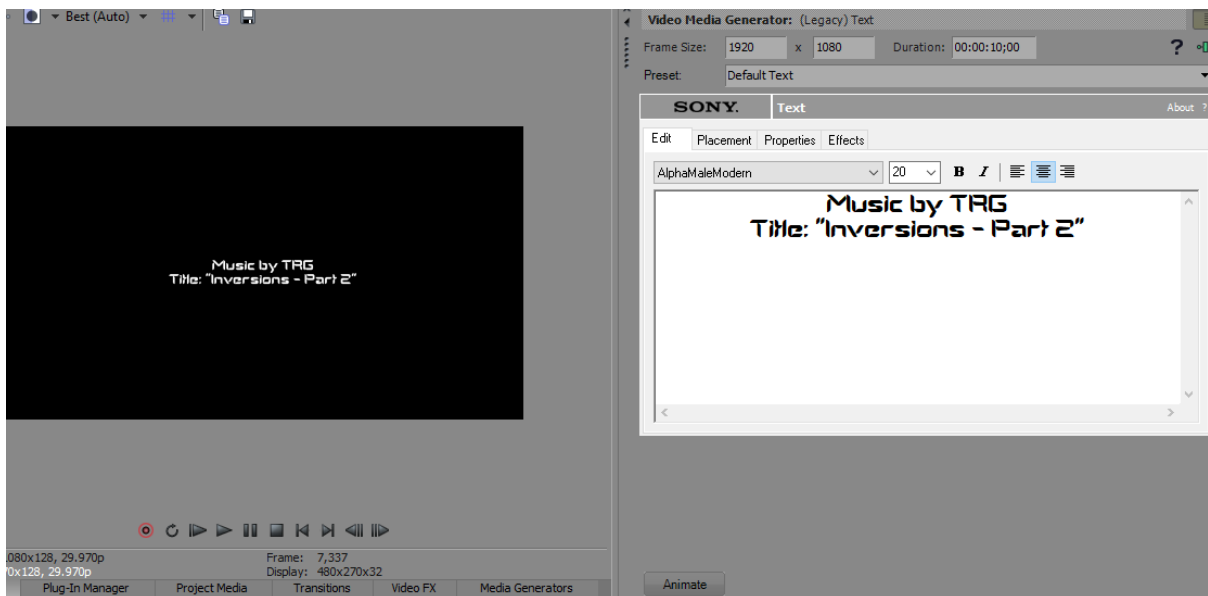 Best (Auto)
Video Media Generator: (Legacy) Text
Frame Size: 1920 x 1080 Duration: 00:00:10;00 ?
Preset: Default Text
SONY. Text About ?
Edit Placement Properties Effects
AlphaMaleModern 20 B I
Music by TRG
Title: "Inversions - Part 2"
Music by TRG
Title: "Inversions - Part 2"
080x128, 29.970p Frame: 7,337
0x128, 29.970p Display: 480x270x32
Plug-In Manager Project Media Transitions Video FX Media Generators
Animate